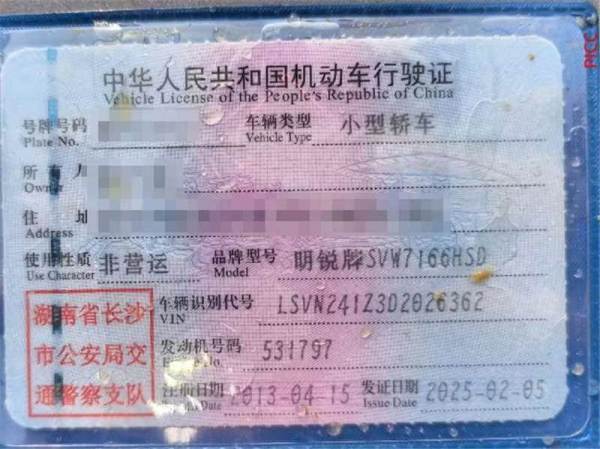 中华人民共和国机动车行驶证
Vehicle License of the People's Republic of China
号牌号码 车辆类型 小型轿车
Plate No. Vehicle Type
所 人
Owner
住 址
Address
使用性质 非营运 品牌型号 明锐牌SVW7166HSD
Use Character Model
湖南省长沙
市公安局交
通警察支队
车辆识别代号 LSVN241Z3D2026362
VIN
发动机号码 531797
No.
注册日期 2013-04-15 发证日期 2025-02-05
Date Issue Date
PICC